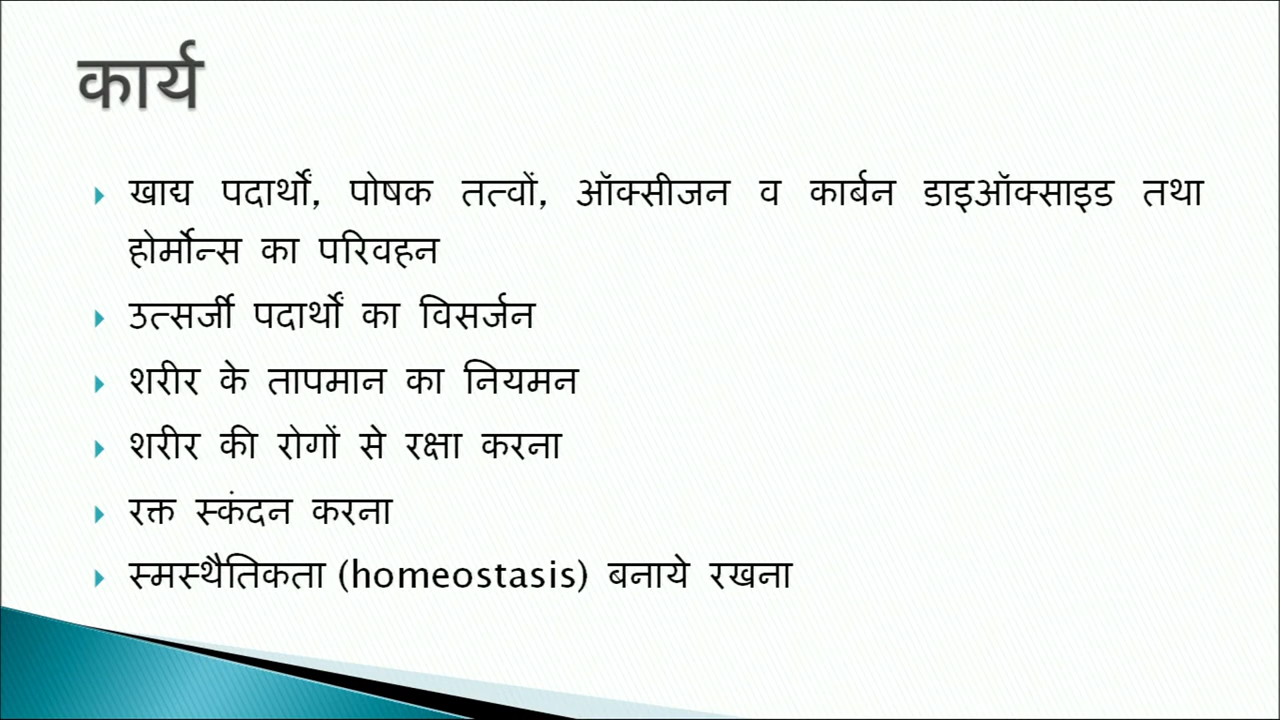 कार्य
खाद्य पदार्थों, पोषक तत्वों, ऑक्सीजन व कार्बन डाइऑक्साइड तथा
होर्मोन्स का परिवहन
उत्सर्जी पदार्थों का विसर्जन
शरीर के तापमान का नियमन
शरीर की रोगों से रक्षा करना
रक्त स्कंदन करना
स्मस्थैतिकता (homeostasis) बनाये रखना